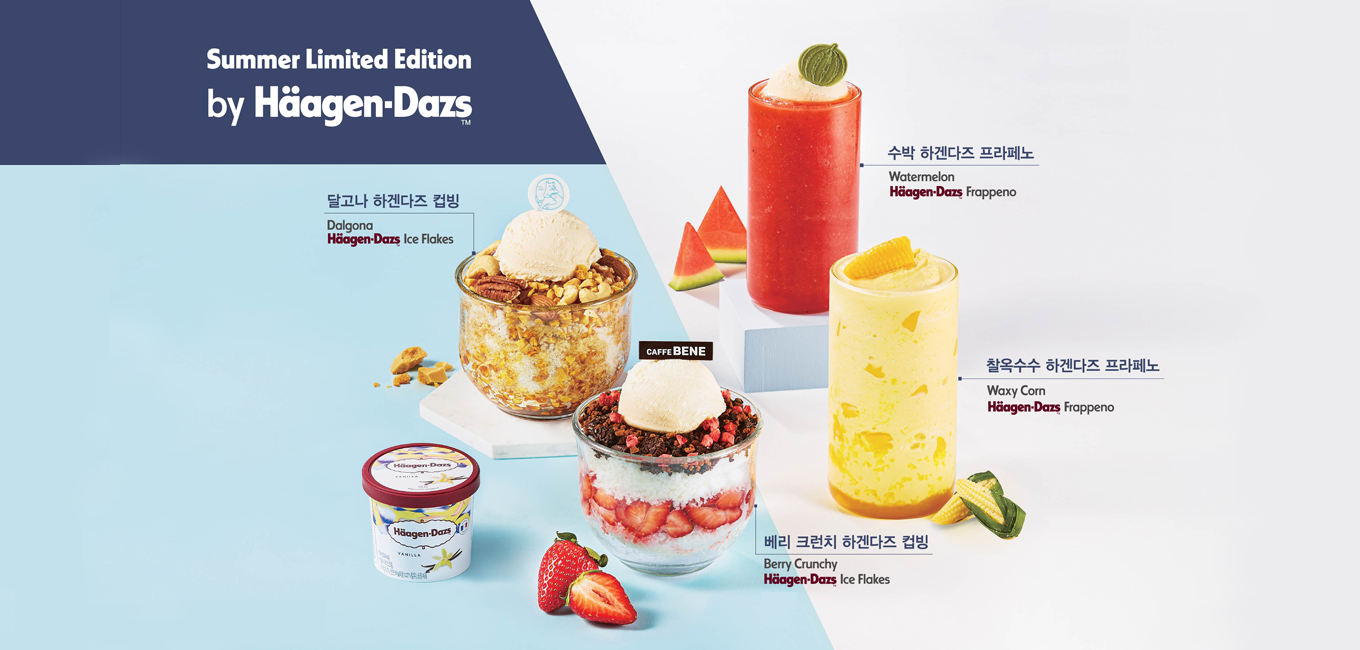 Summer Limited Edition
by Häagen-Dazs
TM
달고나 하겐다즈 컵빙
Dalgona
Häagen-Dazs Ice Flakes
수박 하겐다즈 프라페노
Watermelon
Häagen-Dazs Frappeno
CAFFE BENE
찰옥수수 하겐다즈 프라페노
Waxy Corn
Häagen-Dazs Frappeno
Häagen-Dazs
VANILLA
Häagen-Dazs
VANILLA
베리 크런치 하겐다즈 컵빙
Berry Crunchy
Häagen-Dazs Ice Flakes